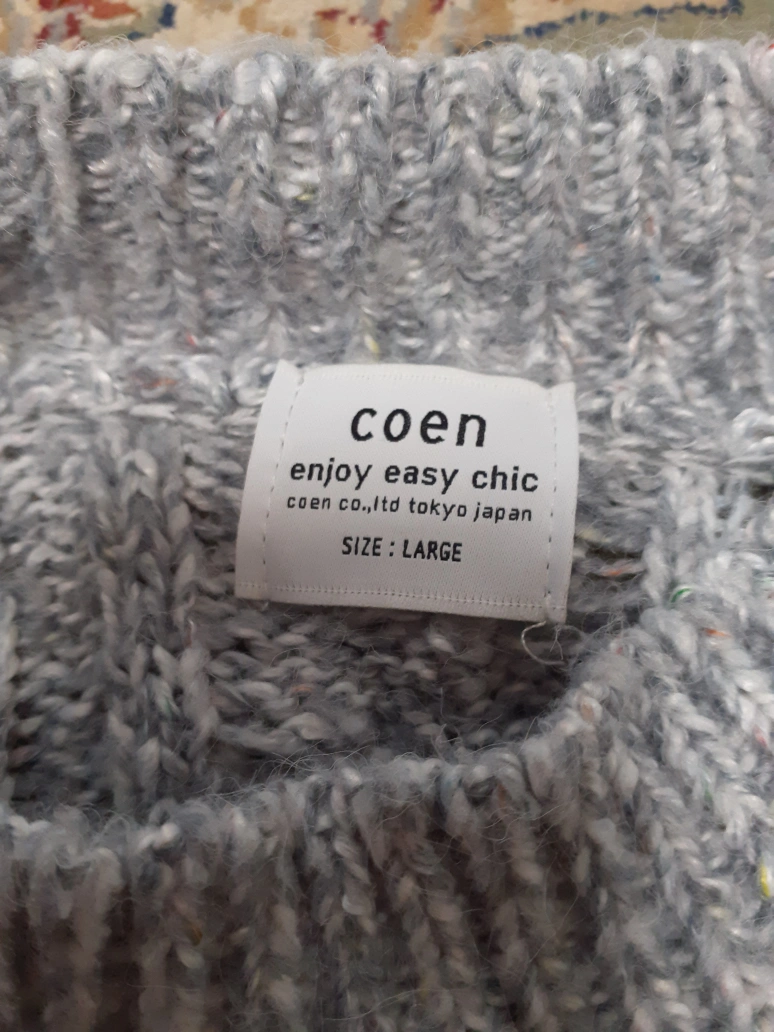 coen
enjoy easy chic
coen co.,ltd tokyo japan
SIZE : LARGE